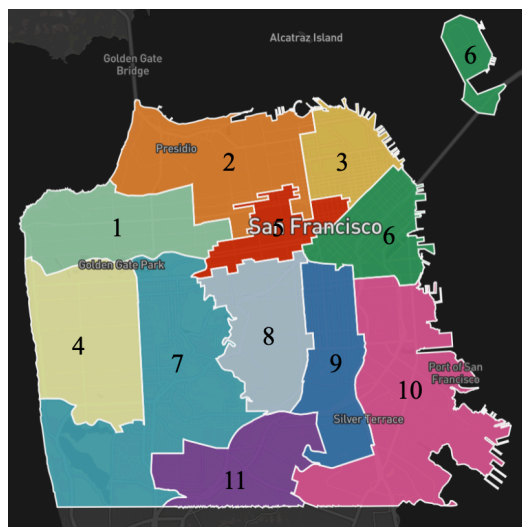 Alcatraz Island
6
Golden Gate
Bridge
Presidio
2
3
1
5
San Francisco
6
Golden Gate Park
4
7
8
9
10
Port of San
Francisco
Silver Terrace
11